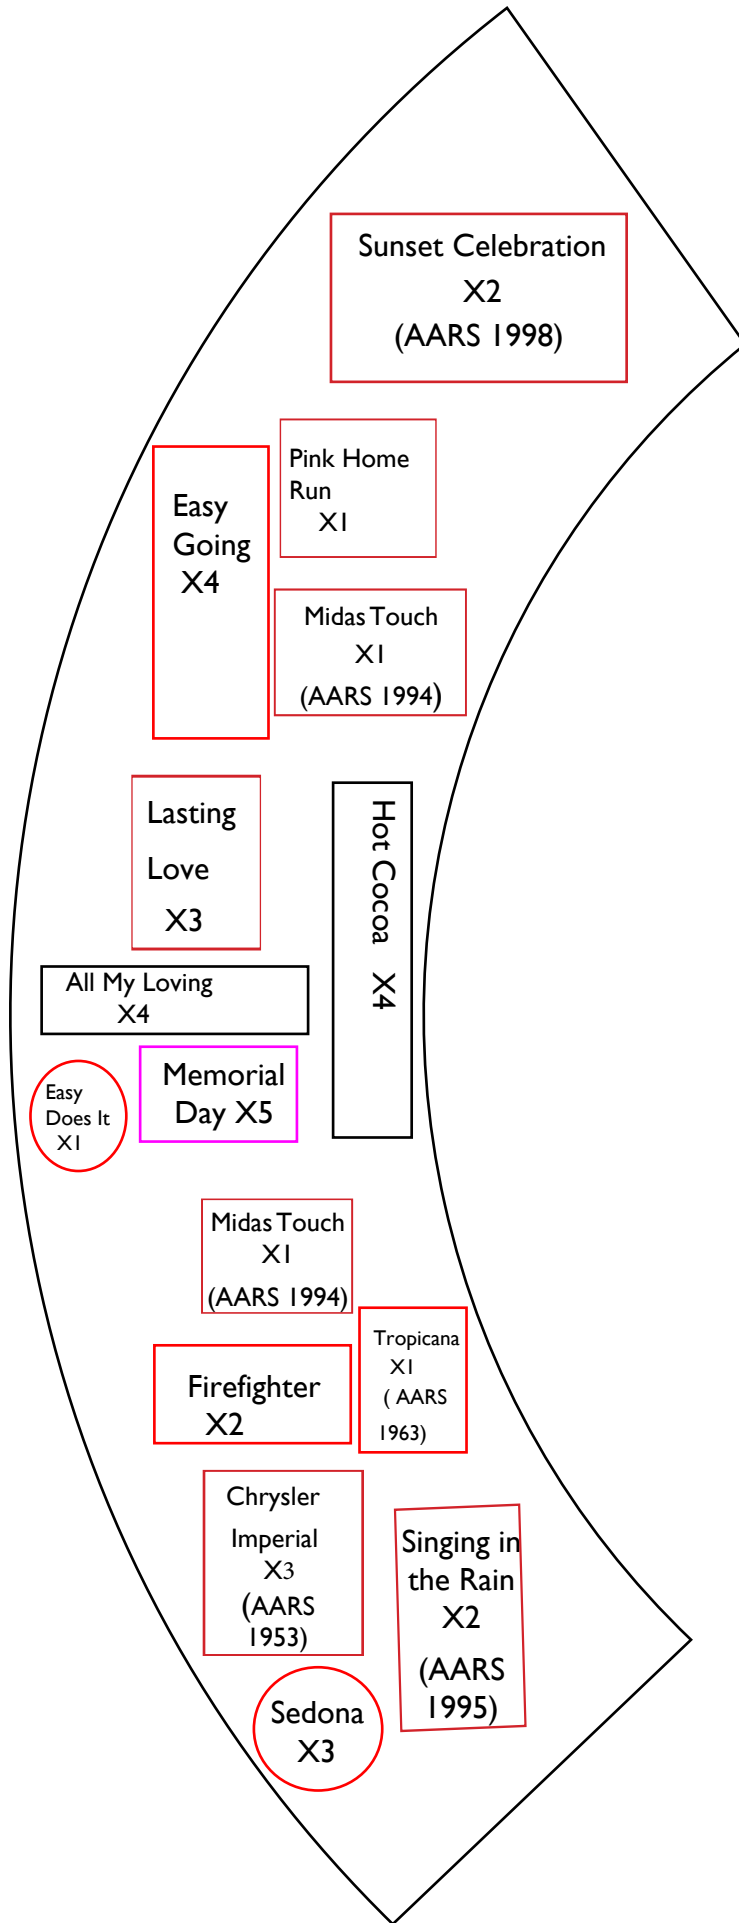 Sunset Celebration
X2
(AARS 1998)
Pink Home
Run
X1
Easy
Going
X4
Midas Touch
X1
(AARS 1994)
Lasting
Love
X3
Hot Cocoa X4
All My Loving
X4
Easy
Does It
X1
Memorial
Day X5
Midas Touch
X1
(AARS 1994)
Tropicana
X1
( AARS
1963)
Firefighter
X2
Chrysler
Imperial
X3
(AARS
1953)
Singing in
the Rain
X2
(AARS
1995)
Sedona
X3